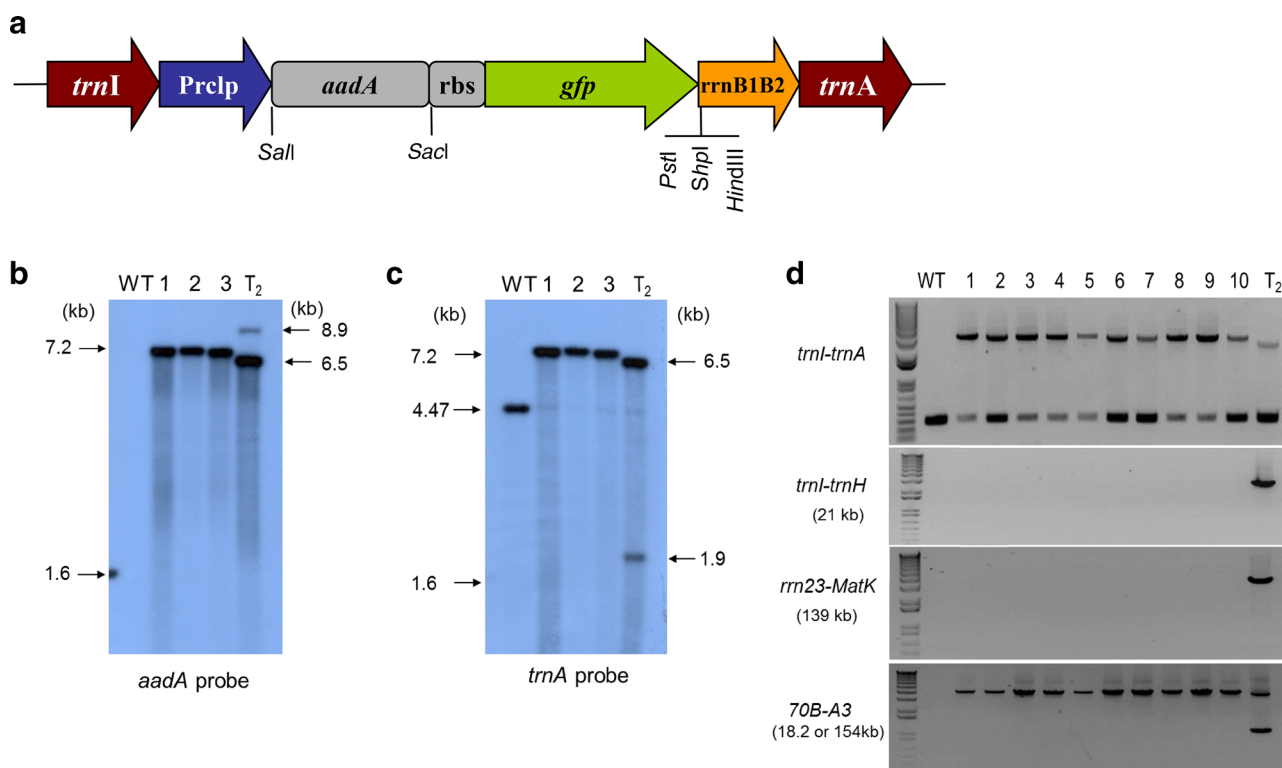 a
trnI Prclp aadA rbs gfp rrnB1B2 trnA
SalI SacI PstI ShpI HindIII
b
WT 1 2 3 T2
(kb) (kb)
8.9
7.2
6.5
1.6
aadA probe
c
WT 1 2 3 T2
(kb) (kb)
7.2
6.5
4.47
1.9
1.6
trnA probe
d
WT 1 2 3 4 5 6 7 8 9 10 T2
trnI-trnA
trnI-trnH
(21 kb)
rrn23-MatK
(139 kb)
70B-A3
(18.2 or 154kb)